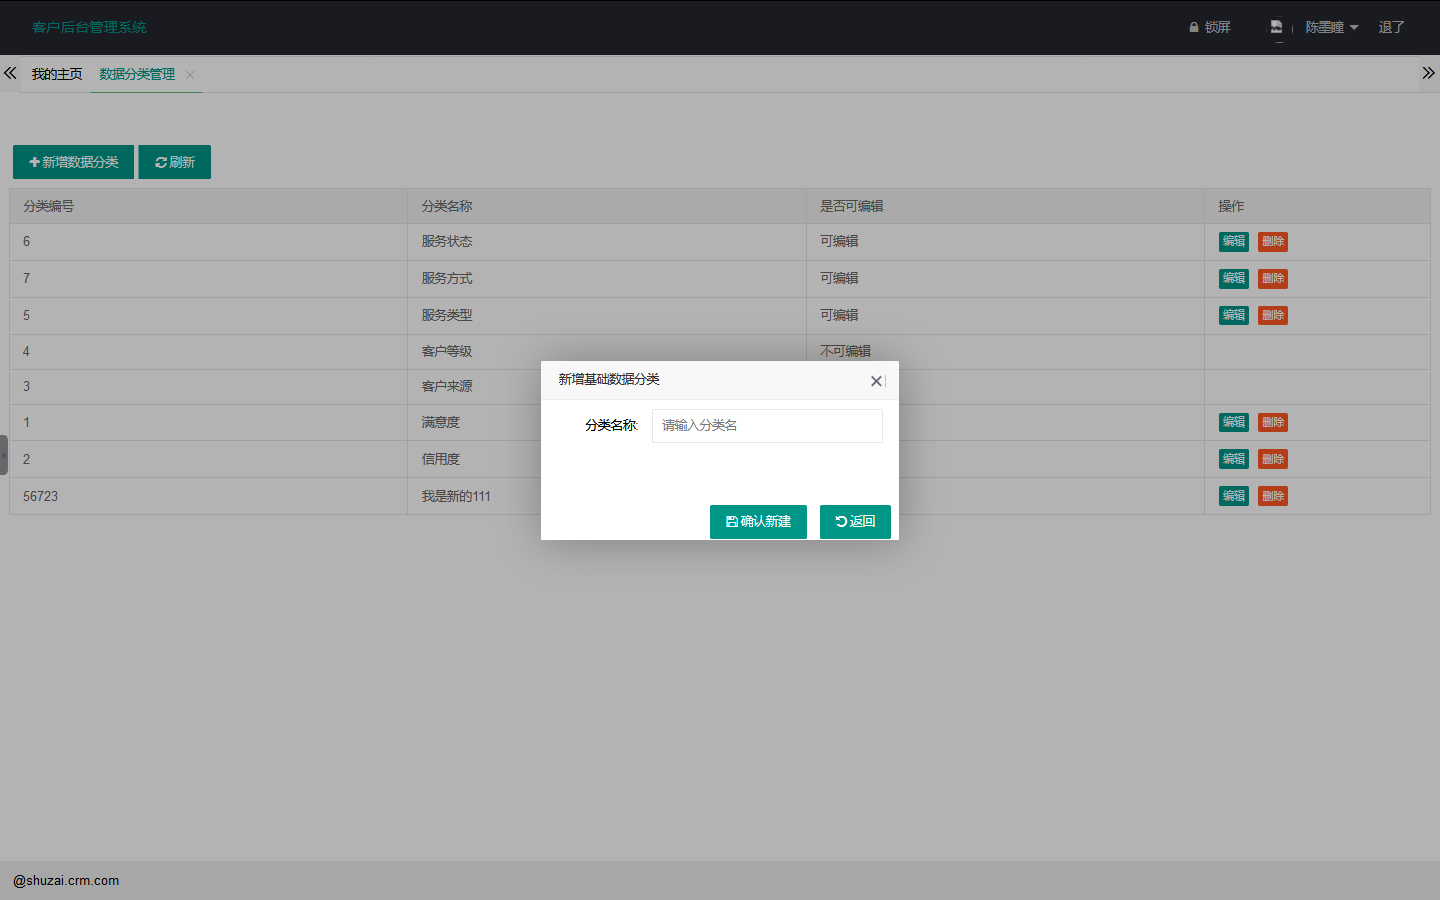 客户后台管理系统 锁屏 陈墨瞳 退了
我的主页 数据分类管理
新增数据分类 刷新
分类编号 分类名称 是否可编辑 操作
6 服务状态 可编辑 编辑 删除
7 服务方式 可编辑 编辑 删除
5 服务类型 可编辑 编辑 删除
4 客户等级 不可编辑
3 客户来源
1 满意度 编辑 删除
2 信用度 编辑 删除
56723 我是新的111 编辑 删除
新增基础数据分类
分类名称: 请输入分类名
确认新建 返回
@shuzai.crm.com